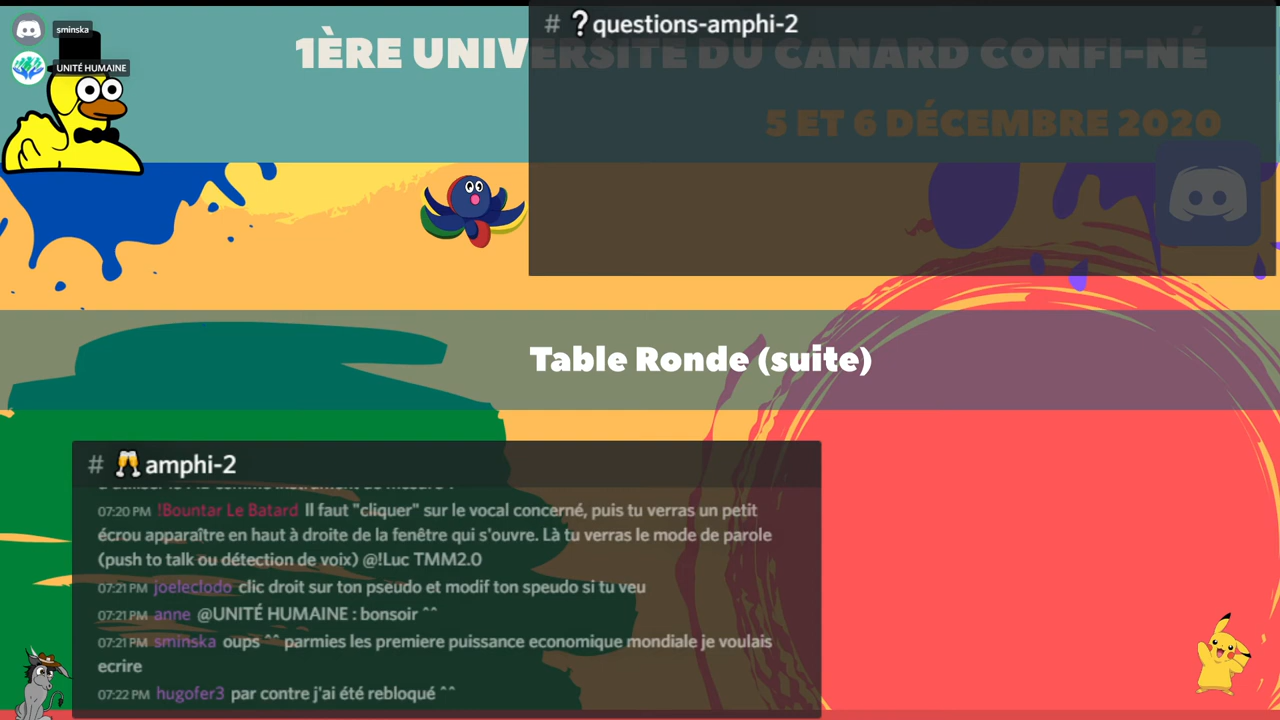 sminska
UNITÉ HUMAINE
1ÈRE UNIVERSITÉ DU CANARD CONFI-NÉ
5 ET 6 DÉCEMBRE 2020
# ❓questions-amphi-2
Table Ronde (suite)
# 🥂amphi-2
07:20 PM !Bountar Le Batard Il faut "cliquer" sur le vocal concerné, puis tu verras un petit
écrou apparaître en haut à droite de la fenêtre qui s'ouvre. Là tu verras le mode de parole
(push to talk ou détection de voix) @!Luc TMM2.0
07:21 PM joeleclodo clic droit sur ton pseudo et modif ton speudo si tu veu
07:21 PM anne @UNITÉ HUMAINE : bonsoir ^^
07:21 PM sminska oups ^^ parmies les premiere puissance economique mondiale je voulais
ecrire
07:22 PM hugofer3 par contre j'ai été rebloqué ^^